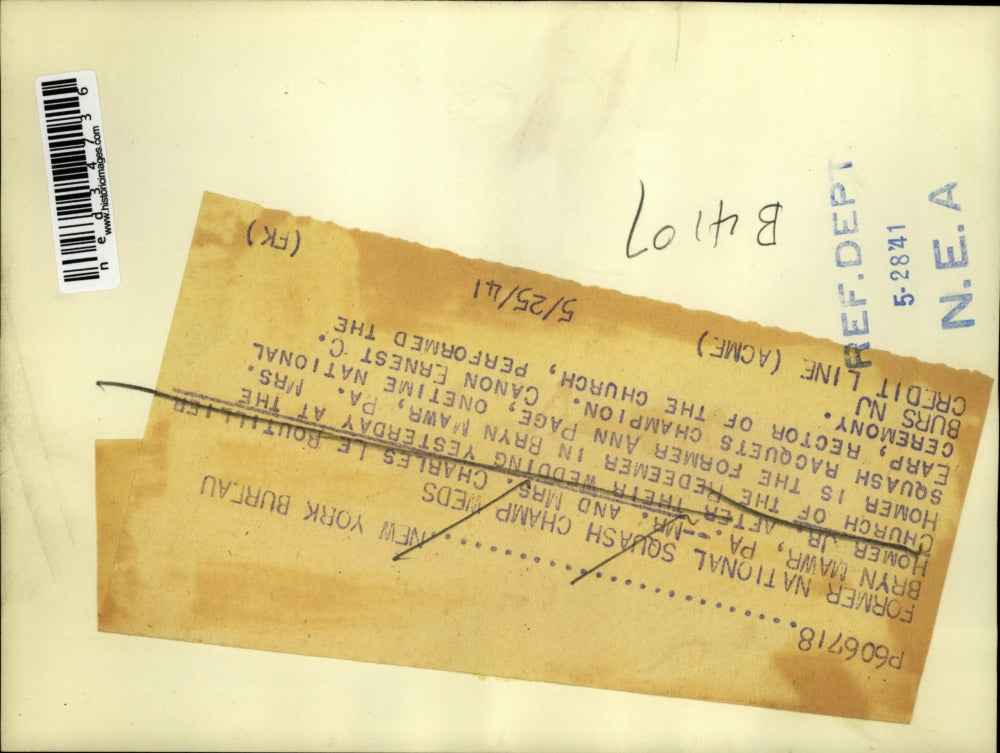 P606718..............................NEW YORK BUREAU
FORMER NATIONAL SQUASH CHAMP WEDS
BRYN MAWR, PA.--MR. AND MRS. CHARLES LE BOUTILLIER
HOMER JR. AFTER THEIR WEDDING YESTERDAY AT THE
CHURCH OF THE REDEEMER IN BRYN MAWR, PA. MRS.
HOMER IS THE FORMER ANN PAGE, ONETIME NATIONAL
SQUASH RACQUETS CHAMPION. CANON ERNEST C.
EARP, RECTOR OF THE CHURCH, PERFORMED THE
CEREMONY.
BURS NJ
CREDIT LINE (ACME) 5/25/41 (FK)
B4107
REF. DEPT
5-28'41
N. E. A
www.historicimages.com
ned34736